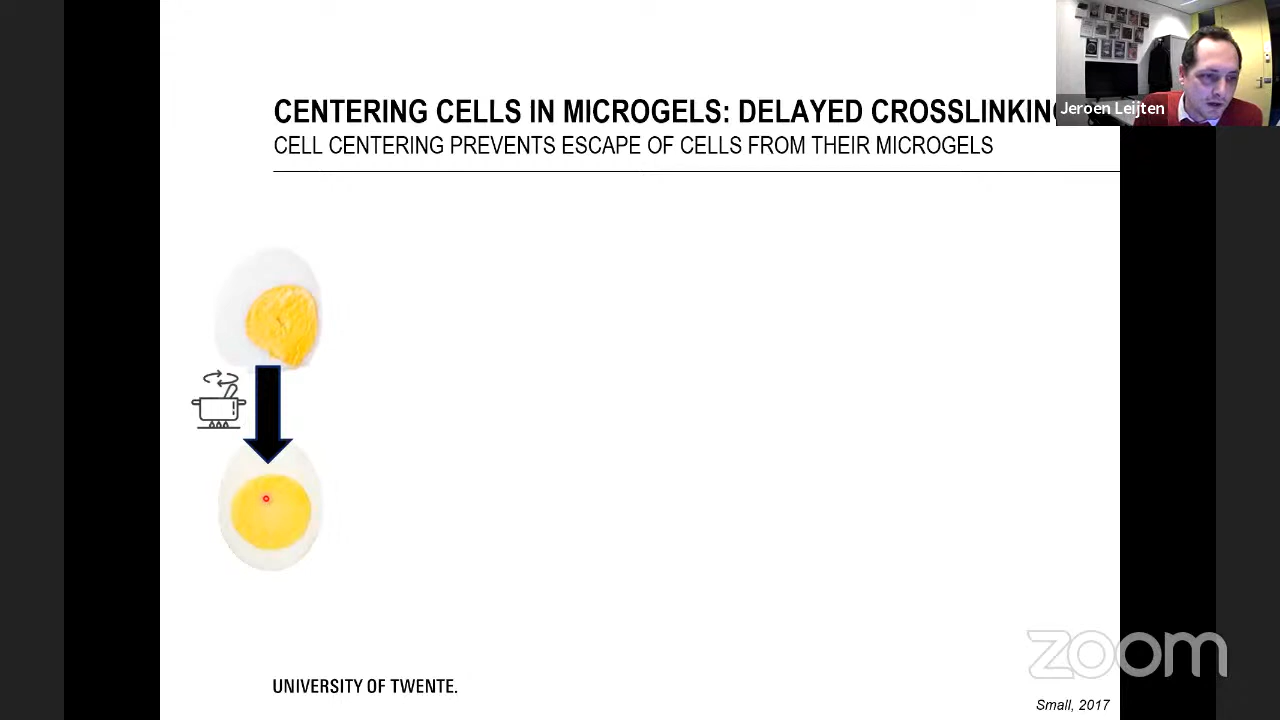 CENTERING CELLS IN MICROGELS: DELAYED CROSSLINKING
Jeroen Leijten
CELL CENTERING PREVENTS ESCAPE OF CELLS FROM THEIR MICROGELS
zoom
UNIVERSITY OF TWENTE.
Small, 2017